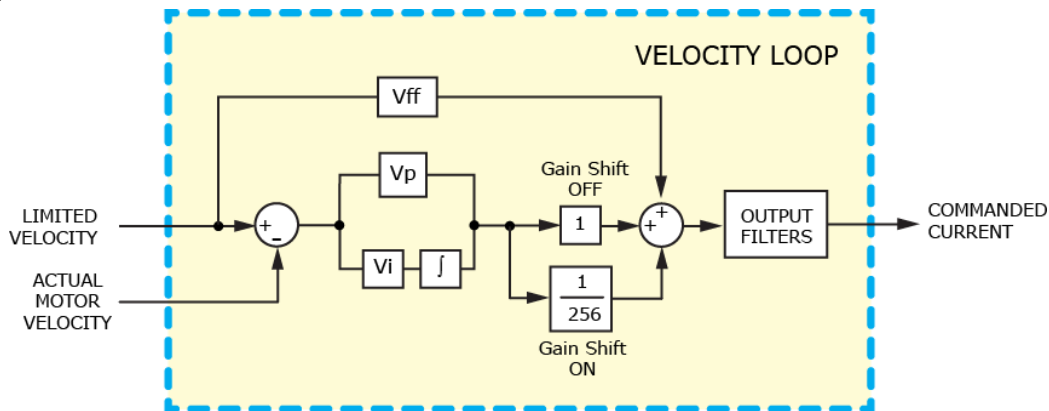 VELOCITY LOOP
Vff
Vp
Gain Shift
OFF
LIMITED
VELOCITY
+
−
1
+
+
OUTPUT
FILTERS
COMMANDED
CURRENT
Vi
∫
ACTUAL
MOTOR
VELOCITY
1
256
Gain Shift
ON